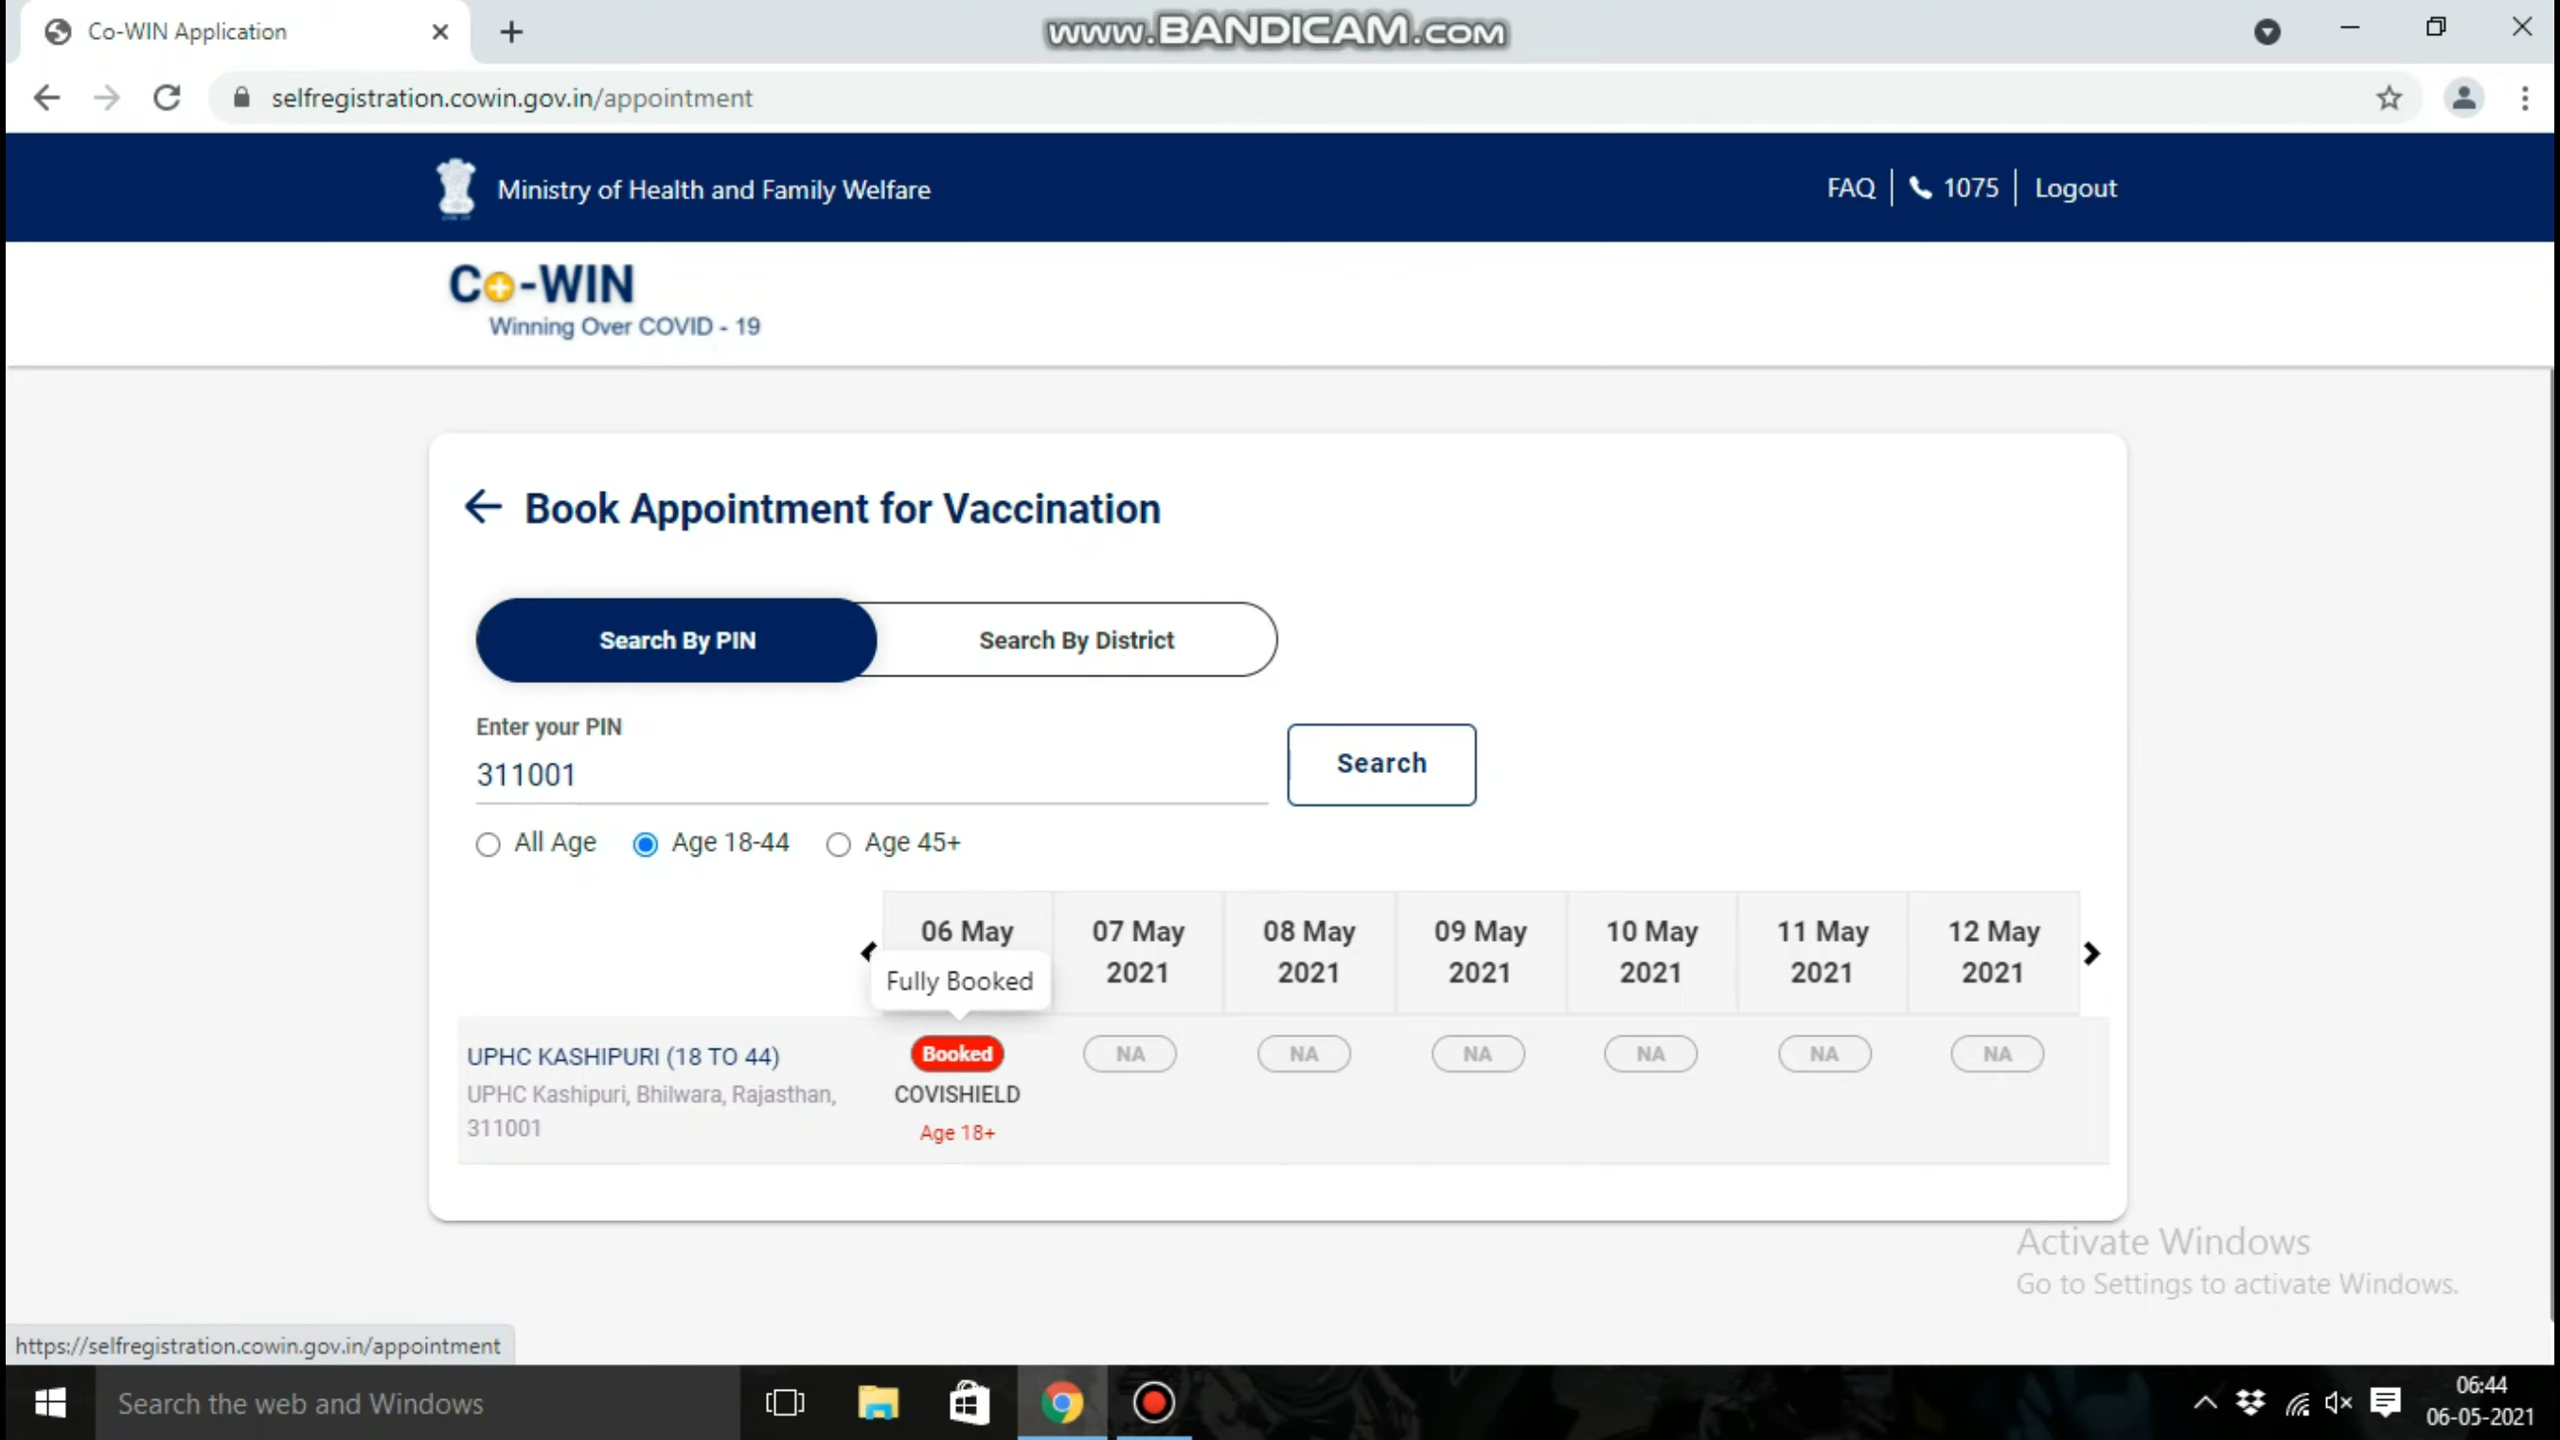 Co-WIN Application
www.BANDICAM.com
selfregistration.cowin.gov.in/appointment
Ministry of Health and Family Welfare
FAQ
1075
Logout
Co-WIN
Winning Over COVID - 19
Book Appointment for Vaccination
Search By PIN
Search By District
Enter your PIN
311001
Search
All Age
Age 18-44
Age 45+
06 May
07 May
2021
08 May
2021
09 May
2021
10 May
2021
11 May
2021
12 May
2021
Fully Booked
UPHC KASHIPURI (18 TO 44)
UPHC Kashipuri, Bhilwara, Rajasthan,
311001
Booked
COVISHIELD
Age 18+
NA
NA
NA
NA
NA
NA
Activate Windows
Go to Settings to activate Windows.
https://selfregistration.cowin.gov.in/appointment
Search the web and Windows
06:44
06-05-2021